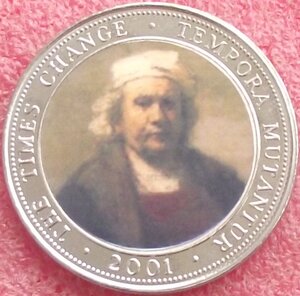 THE TIMES CHANGE · TEMPORA MUTANTUR
· 2001 ·